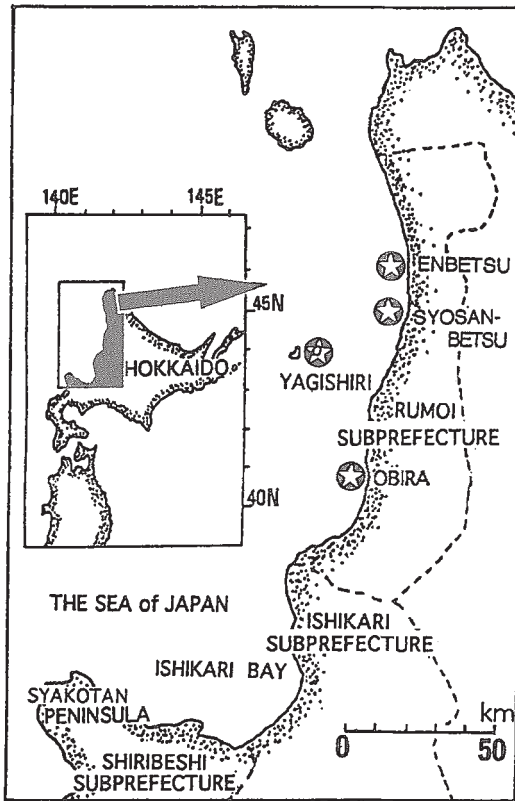 140E
145E
ENBETSU
45N
SYOSAN-
BETSU
HOKKAIDO
YAGISHIRI
RUMOI
SUBPREFECTURE
OBIRA
40N
THE SEA of JAPAN
ISHIKARI
SUBPREFECTURE
ISHIKARI BAY
SYAKOTAN
PENINSULA
km
0
50
SHIRIBESHI
SUBPREFECTURE